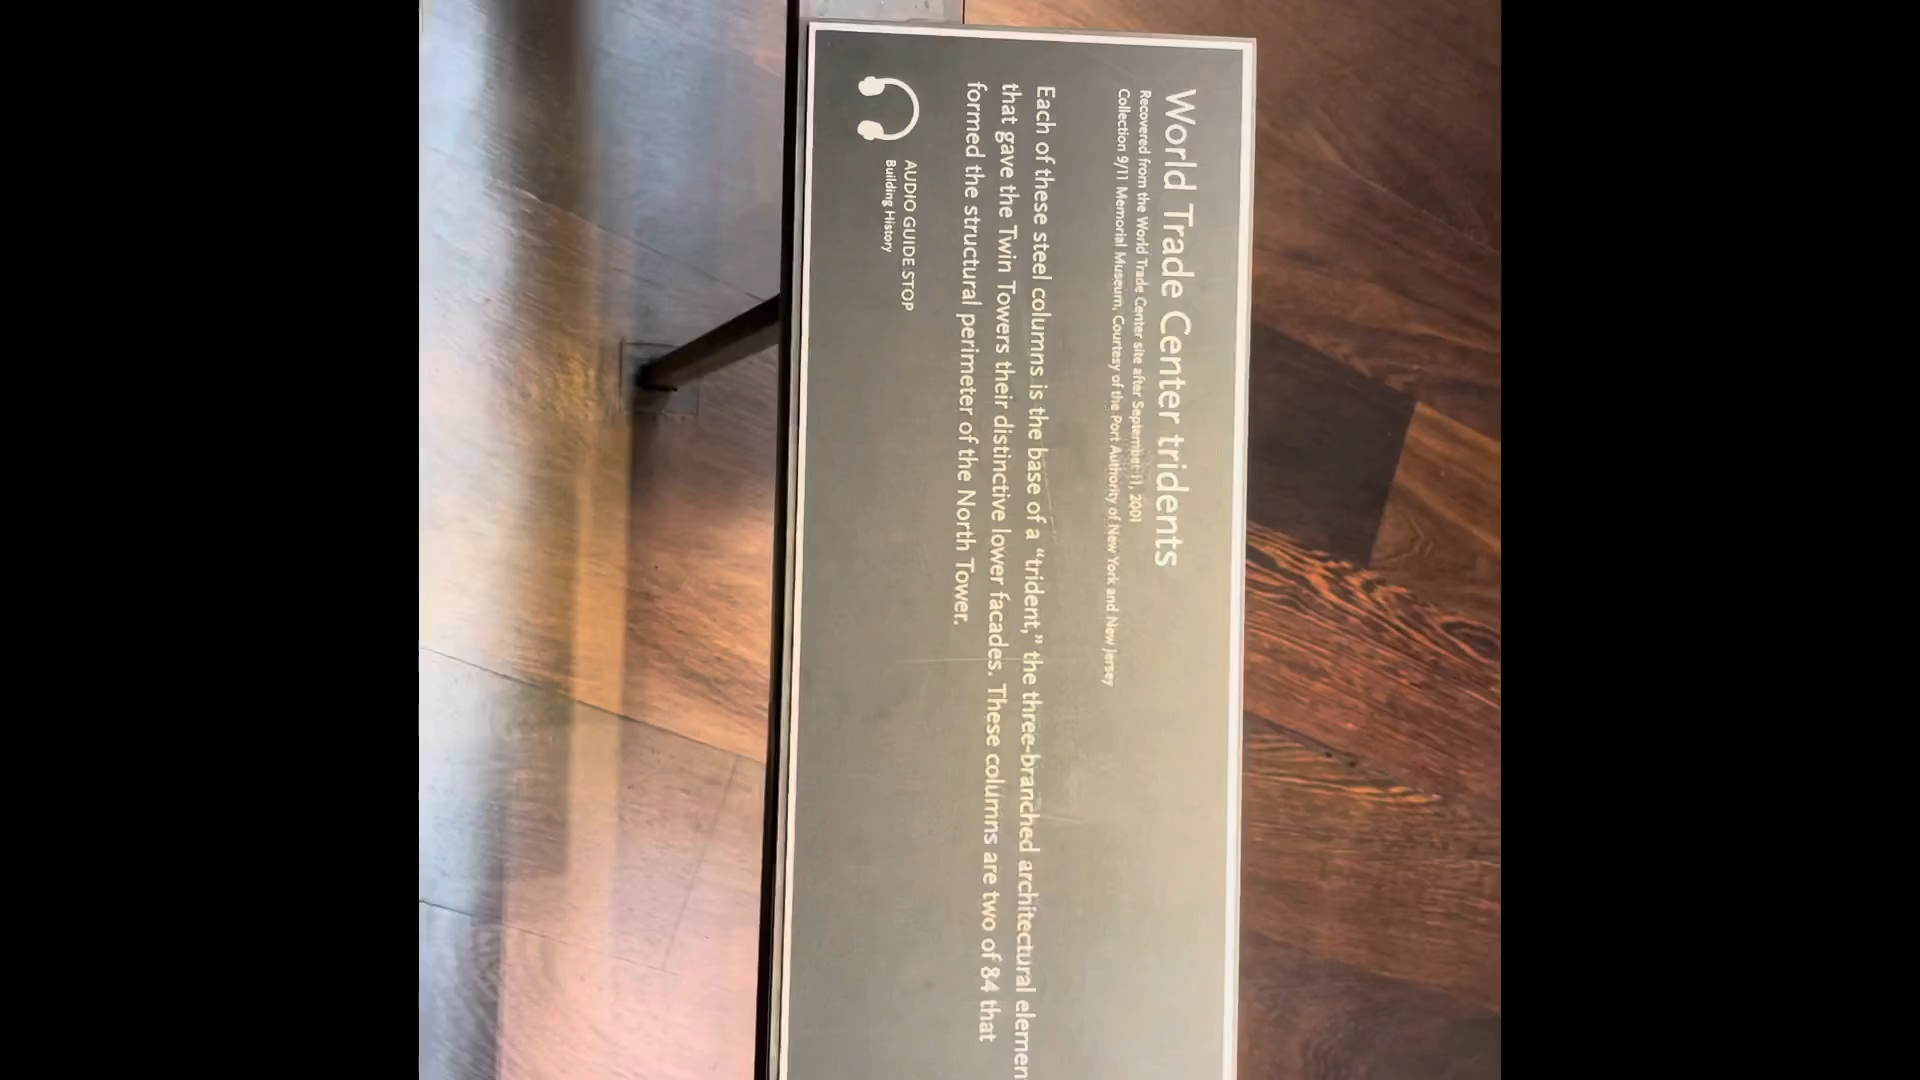 World Trade Center tridents
Recovered from the World Trade Center site after September 11, 2001
Collection 9/11 Memorial Museum, Courtesy of the Port Authority of New York and New Jersey
Each of these steel columns is the base of a “trident,” the three-branched architectural elemen
that gave the Twin Towers their distinctive lower facades. These columns are two of 84 that
formed the structural perimeter of the North Tower.
AUDIO GUIDE STOP
Building History